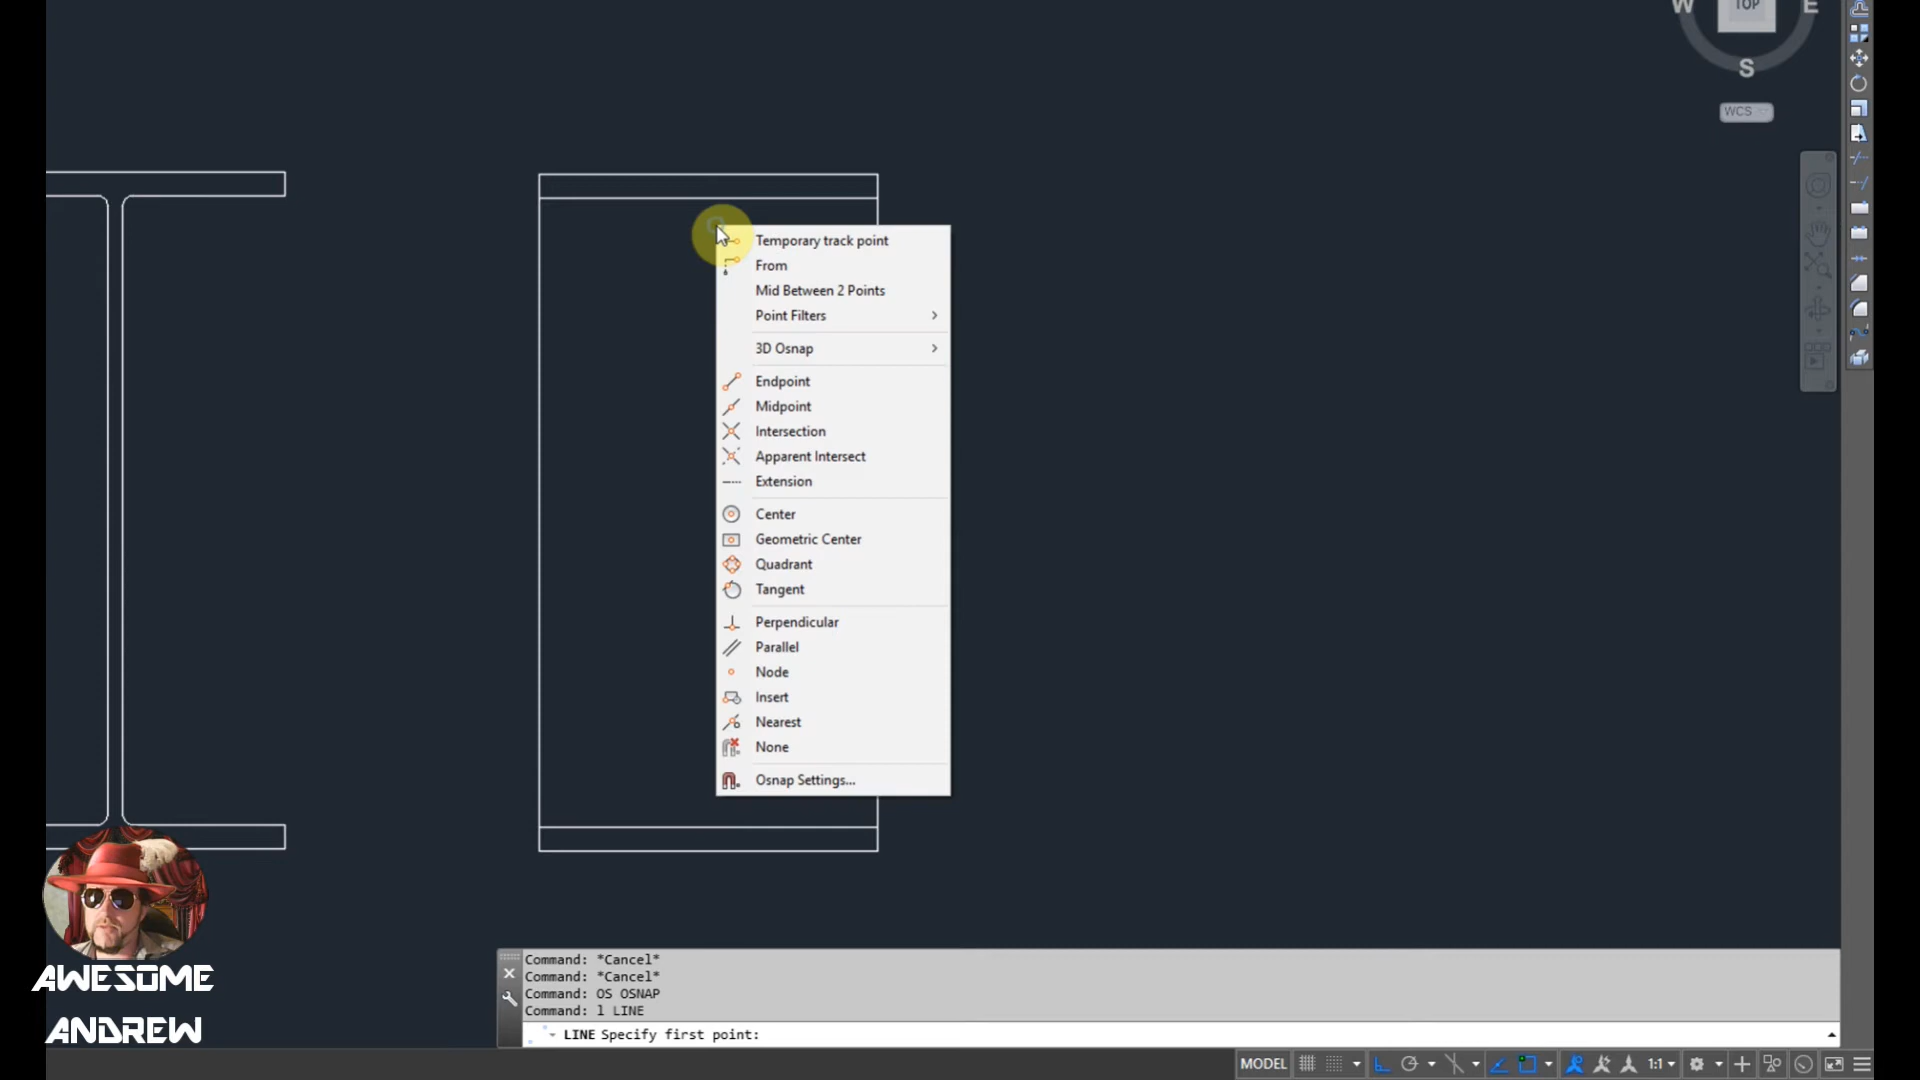 W
TOP
E
S
WCS
Temporary track point
From
Mid Between 2 Points
Point Filters
3D Osnap
Endpoint
Midpoint
Intersection
Apparent Intersect
Extension
Center
Geometric Center
Quadrant
Tangent
Perpendicular
Parallel
Node
Insert
Nearest
None
Osnap Settings...
Command: *Cancel*
Command: *Cancel*
Command: OS OSNAP
Command: l LINE
LINE Specify first point:
AWESOME
ANDREW
MODEL
1:1